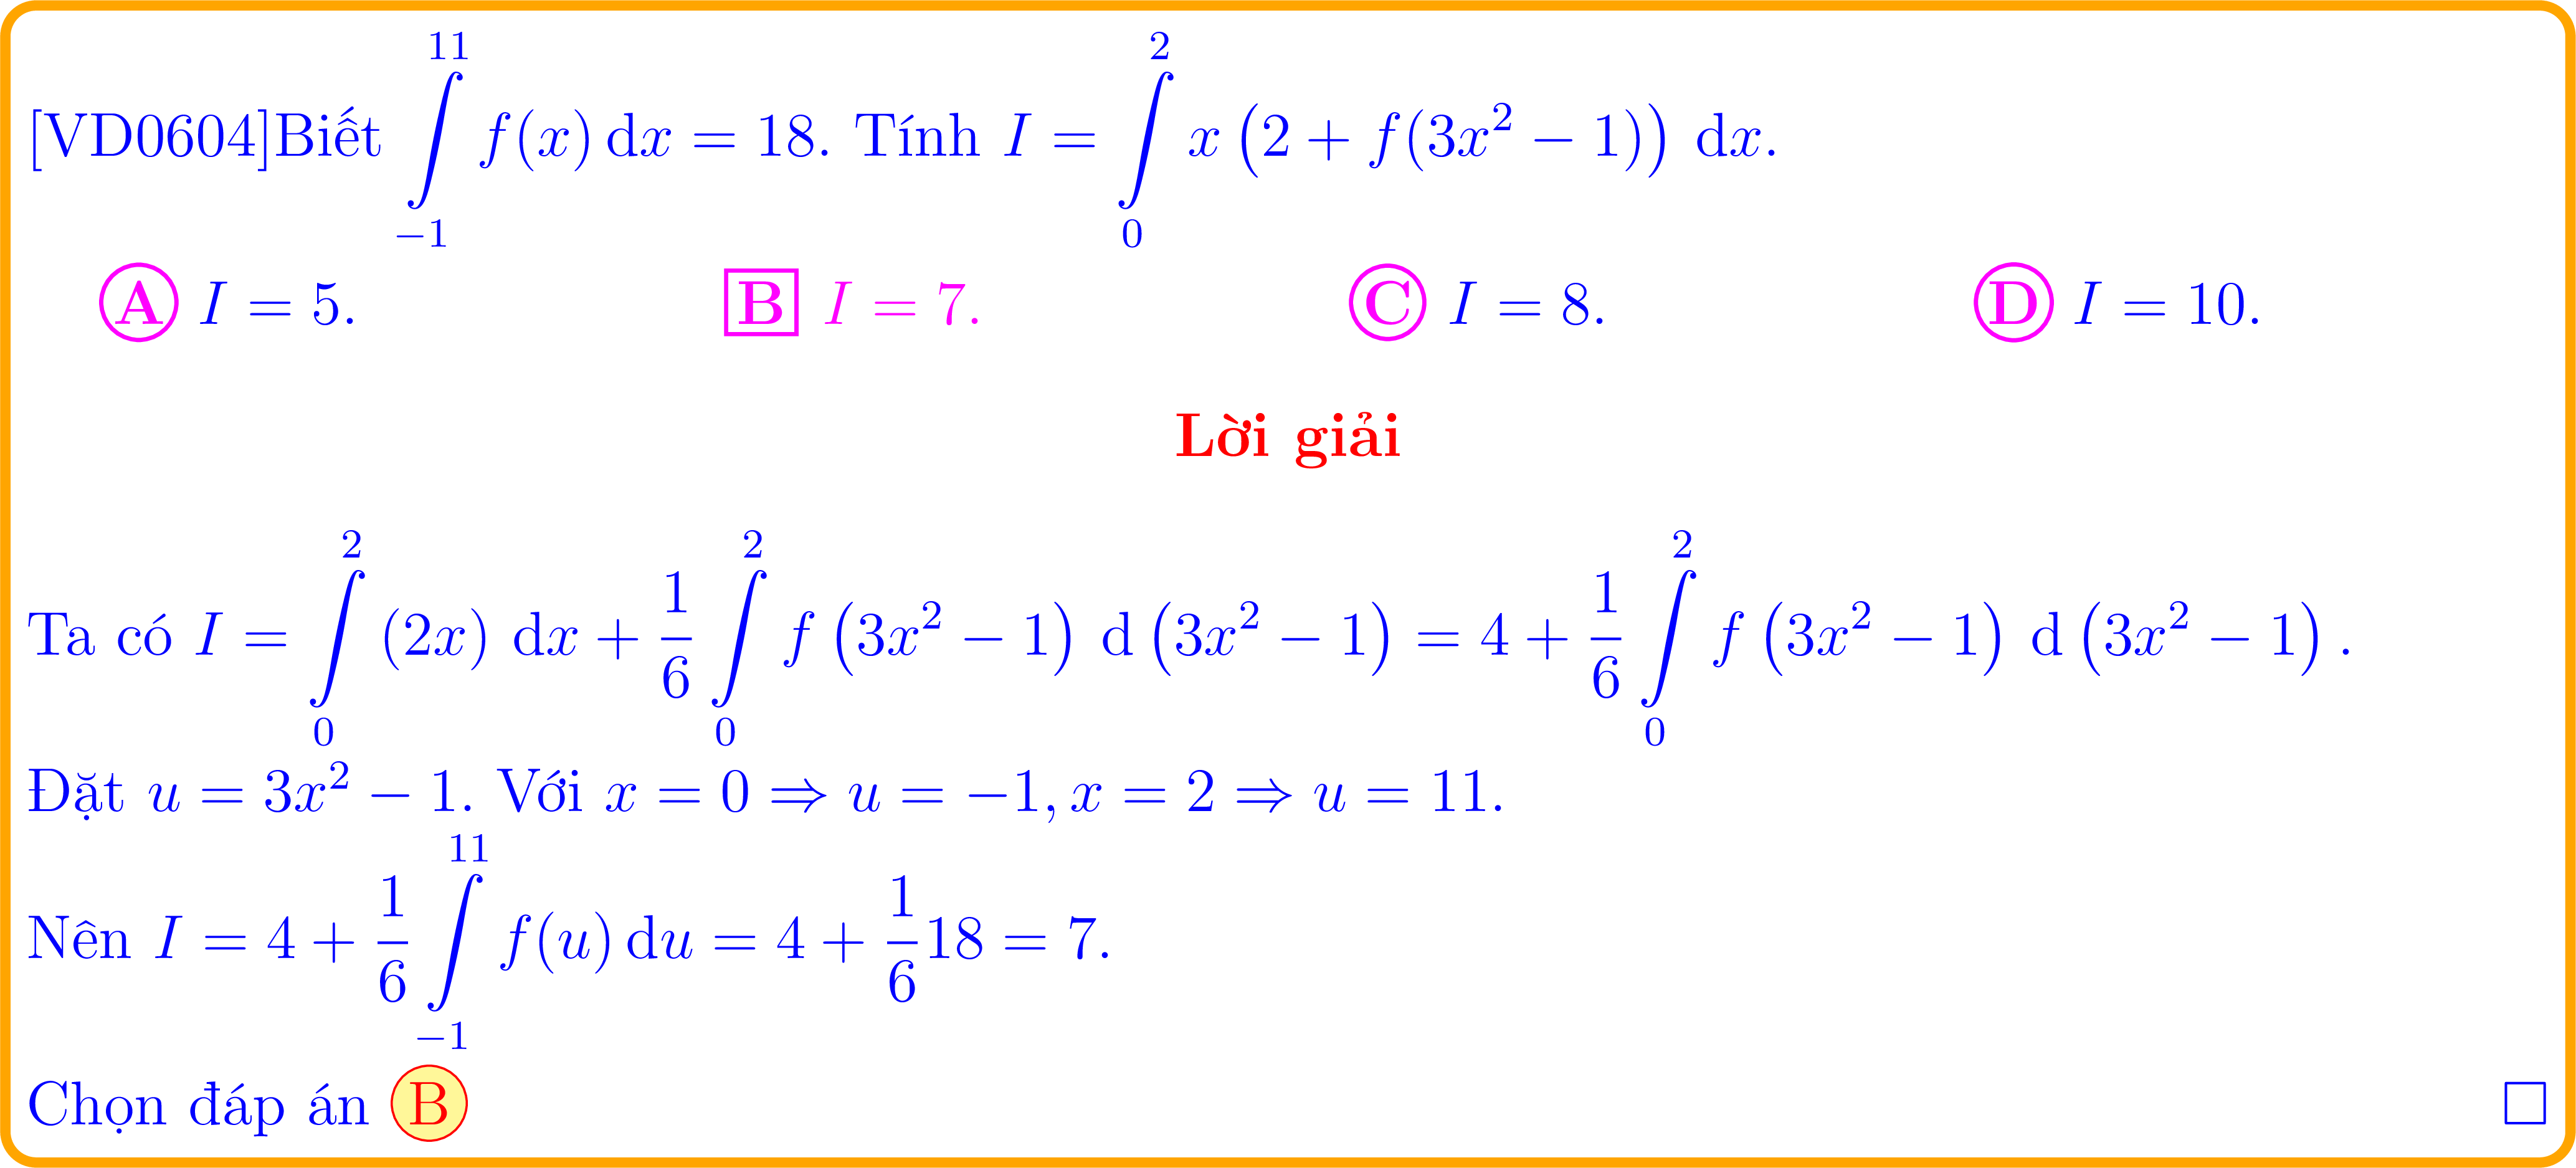 [VD0604]Biết $\int\limits_{-1}^{11} f(x)\,\mathrm{d}x = 18$. Tính $I = \int\limits_{0}^{2} x\left(2 + f(3x^2 - 1)\right)\,\mathrm{d}x$.
A I = 5. B I = 7. C I = 8. D I = 10.
Lời giải
Ta có $I = \int\limits_{0}^{2} (2x)\,\mathrm{d}x + \frac{1}{6}\int\limits_{0}^{2} f\left(3x^2 - 1\right)\,\mathrm{d}\left(3x^2 - 1\right) = 4 + \frac{1}{6}\int\limits_{0}^{2} f\left(3x^2 - 1\right)\,\mathrm{d}\left(3x^2 - 1\right)$.
Đặt $u = 3x^2 - 1$. Với $x = 0 \Rightarrow u = -1, x = 2 \Rightarrow u = 11$.
Nên $I = 4 + \frac{1}{6}\int\limits_{-1}^{11} f(u)\,\mathrm{d}u = 4 + \frac{1}{6}18 = 7$.
Chọn đáp án B □